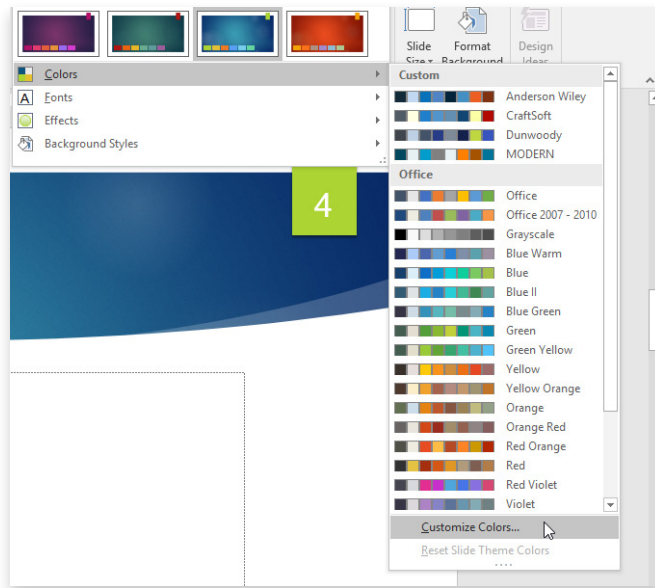 Slide
Size
Format
Background
Design
Ideas
Colors
Fonts
Effects
Background Styles
4
Custom
Anderson Wiley
CraftSoft
Dunwoody
MODERN
Office
Office
Office 2007 - 2010
Grayscale
Blue Warm
Blue
Blue II
Blue Green
Green
Green Yellow
Yellow
Yellow Orange
Orange
Orange Red
Red Orange
Red
Red Violet
Violet
Customize Colors...
Reset Slide Theme Colors